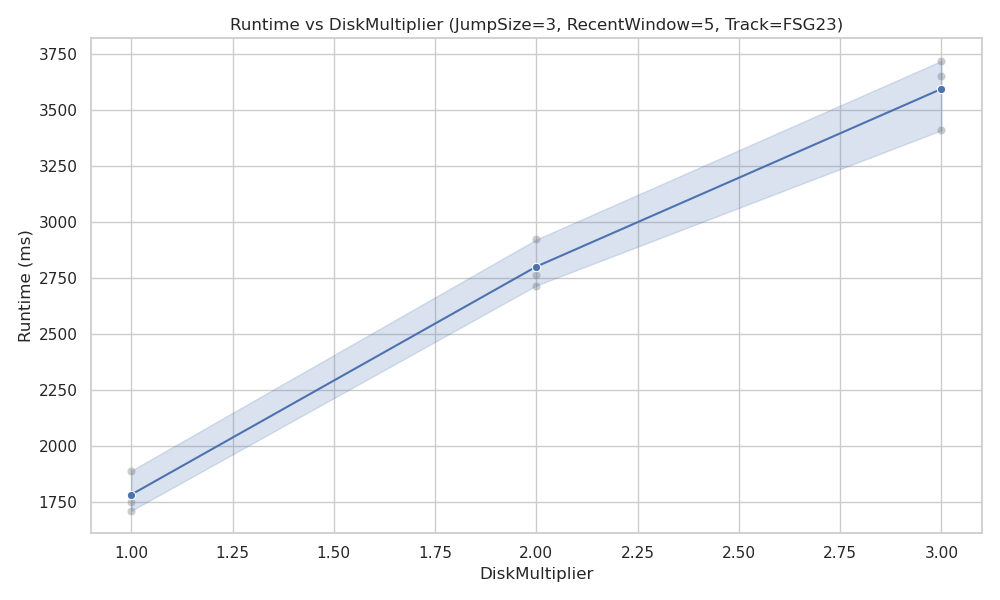 Runtime vs DiskMultiplier (JumpSize=3, RecentWindow=5, Track=FSG23)
Runtime (ms)
3750
3500
3250
3000
2750
2500
2250
2000
1750
1.00 1.25 1.50 1.75 2.00 2.25 2.50 2.75 3.00
DiskMultiplier